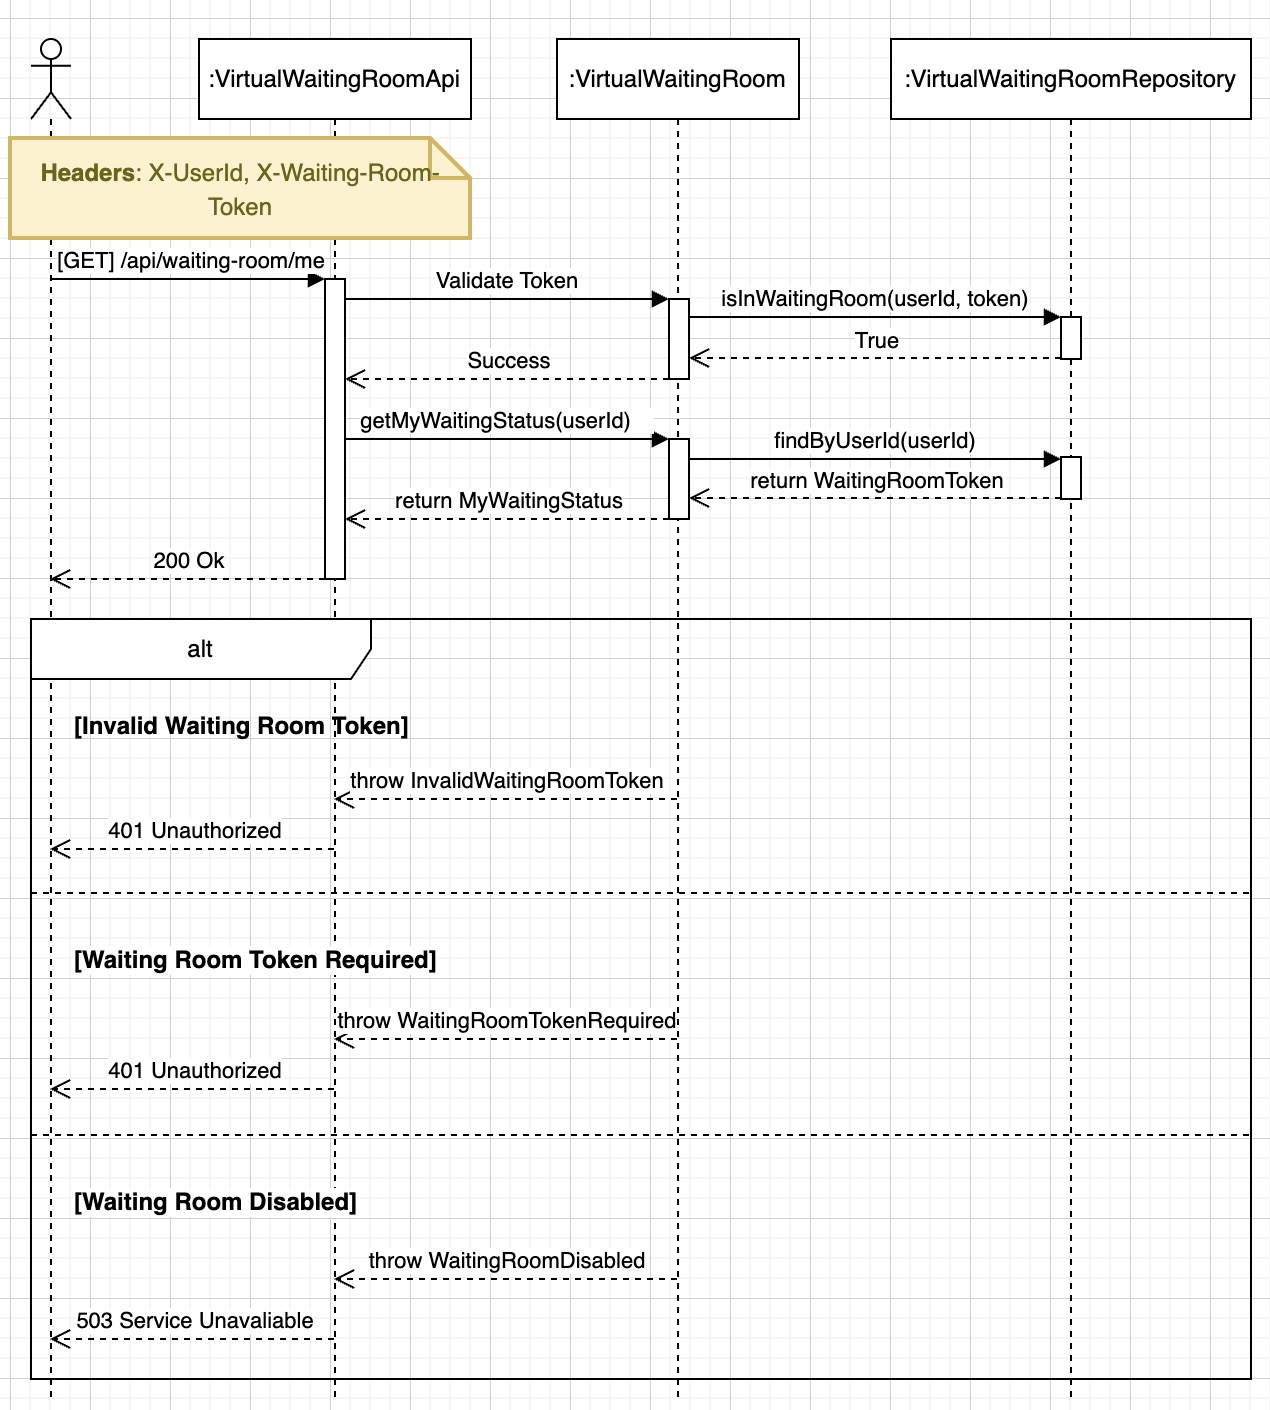 :VirtualWaitingRoomApi
:VirtualWaitingRoom
:VirtualWaitingRoomRepository
Headers: X-UserId, X-Waiting-Room-
Token
[GET] /api/waiting-room/me
Validate Token
isInWaitingRoom(userId, token)
True
Success
getMyWaitingStatus(userId)
findByUserId(userId)
return WaitingRoomToken
return MyWaitingStatus
200 Ok
alt
[Invalid Waiting Room Token]
throw InvalidWaitingRoomToken
401 Unauthorized
[Waiting Room Token Required]
throw WaitingRoomTokenRequired
401 Unauthorized
[Waiting Room Disabled]
throw WaitingRoomDisabled
503 Service Unavaliable